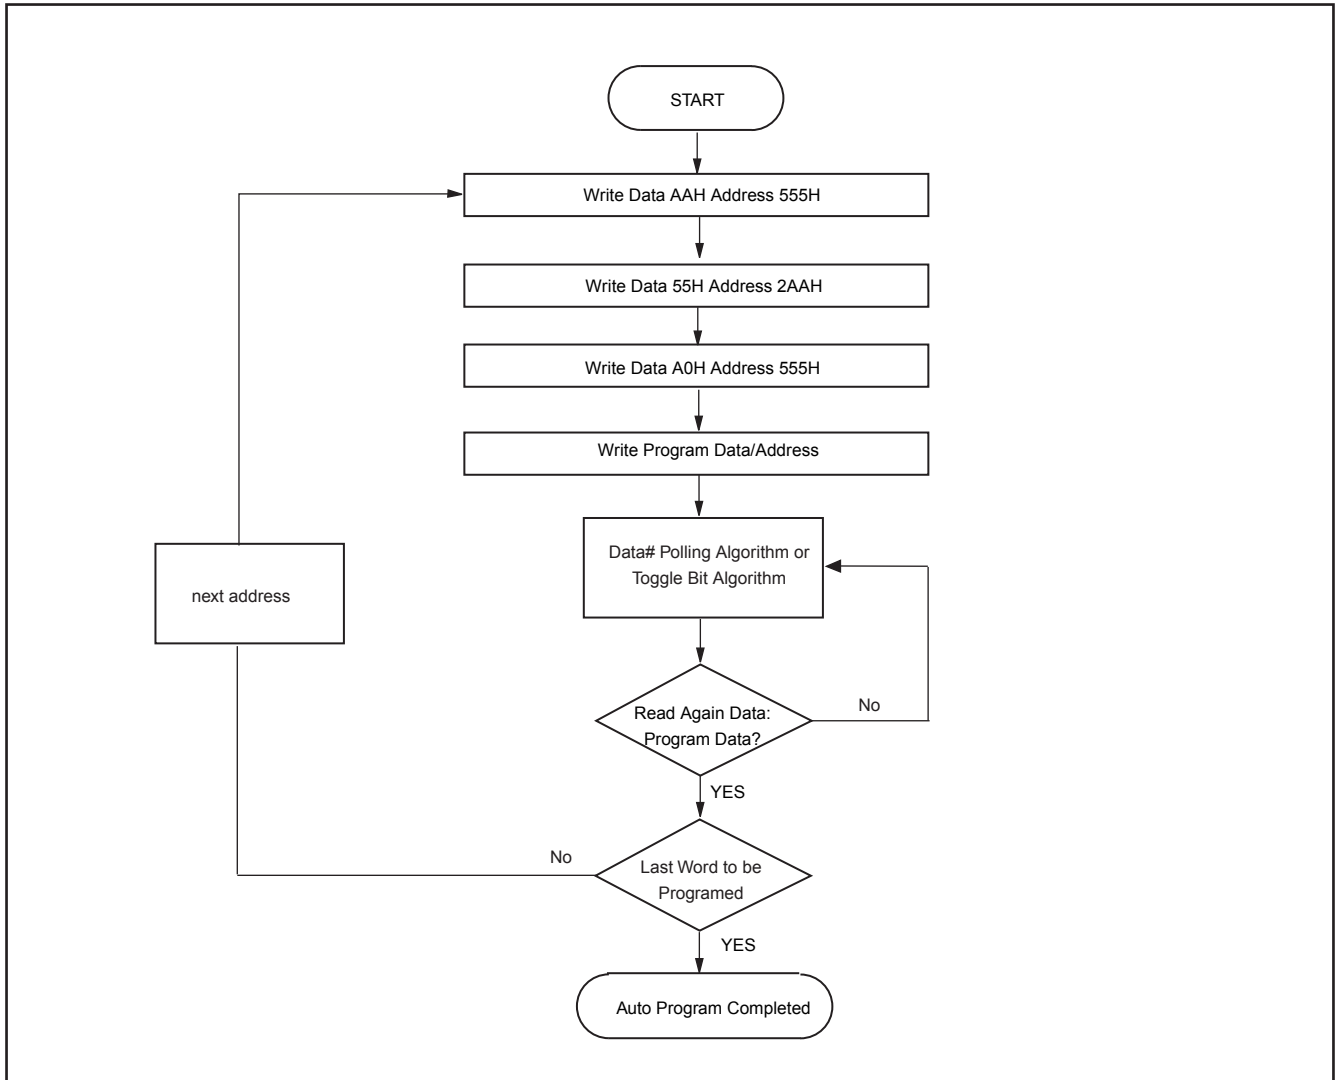 START
Write Data AAH Address 555H
Write Data 55H Address 2AAH
Write Data A0H Address 555H
Write Program Data/Address
Data# Polling Algorithm or
Toggle Bit Algorithm
next address
Read Again Data:
Program Data?
No
YES
No
Last Word to be
Programed
YES
Auto Program Completed